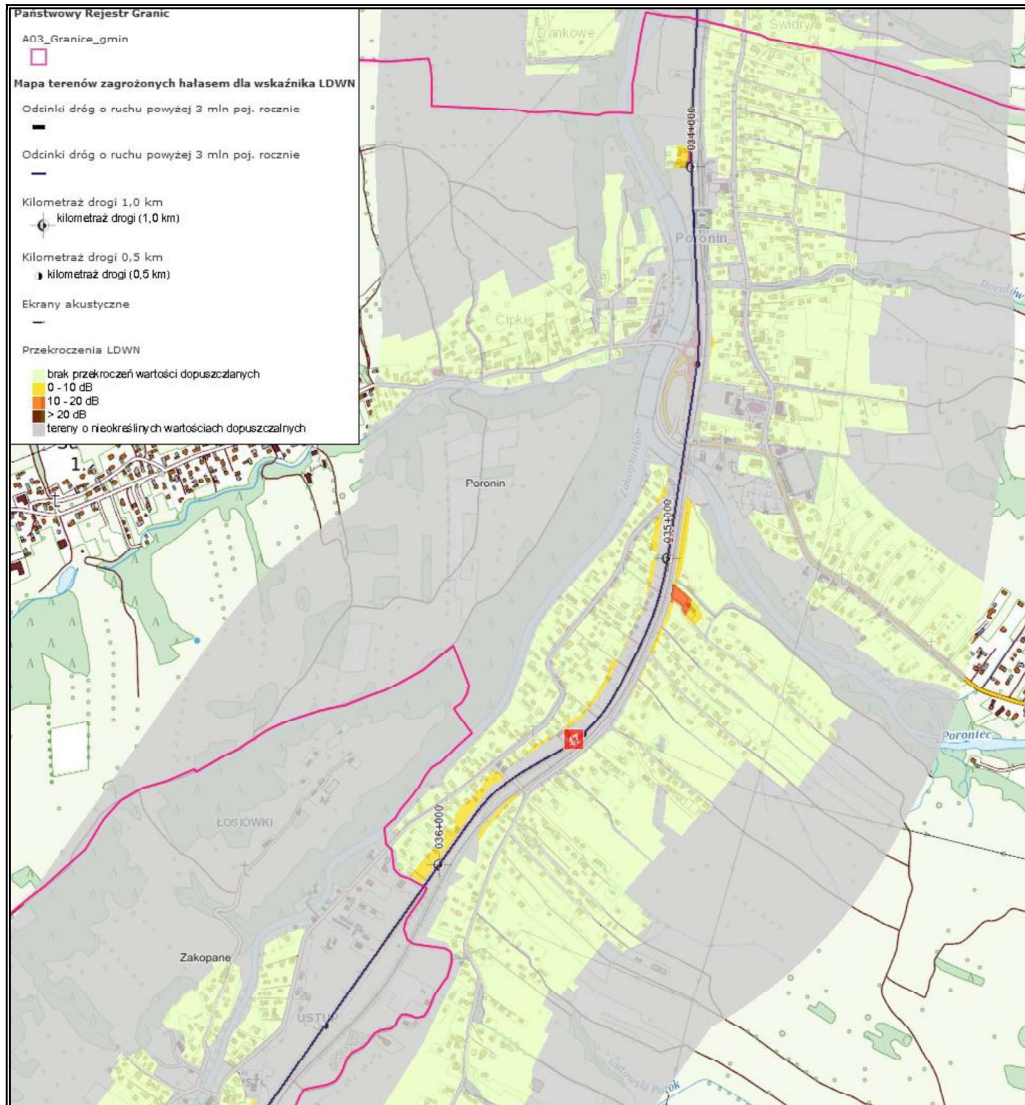 Państwowy Rejestr Granic
A03_Granice_gmin
Mapa terenów zagrożonych hałasem dla wskaźnika LDWN
Odcinki dróg o ruchu powyżej 3 mln poj. rocznie
Odcinki dróg o ruchu powyżej 3 mln poj. rocznie
Kilometraż drogi 1,0 km
kilometraż drogi (1,0 km)
Kilometraż drogi 0,5 km
kilometraż drogi (0,5 km)
Ekrany akustyczne
Przekroczenia LDWN
brak przekroczeń wartości dopuszczlanych
0 - 10 dB
10 - 20 dB
> 20 dB
tereny o nieokreślinych wartościach dopuszczalnych
Dankowe
034+000
Poronin
Cipkie
Zakopianka
Poronin
035+000
Poroniec
ŁOSIÓWKI
036+000
Zakopane
USTUP